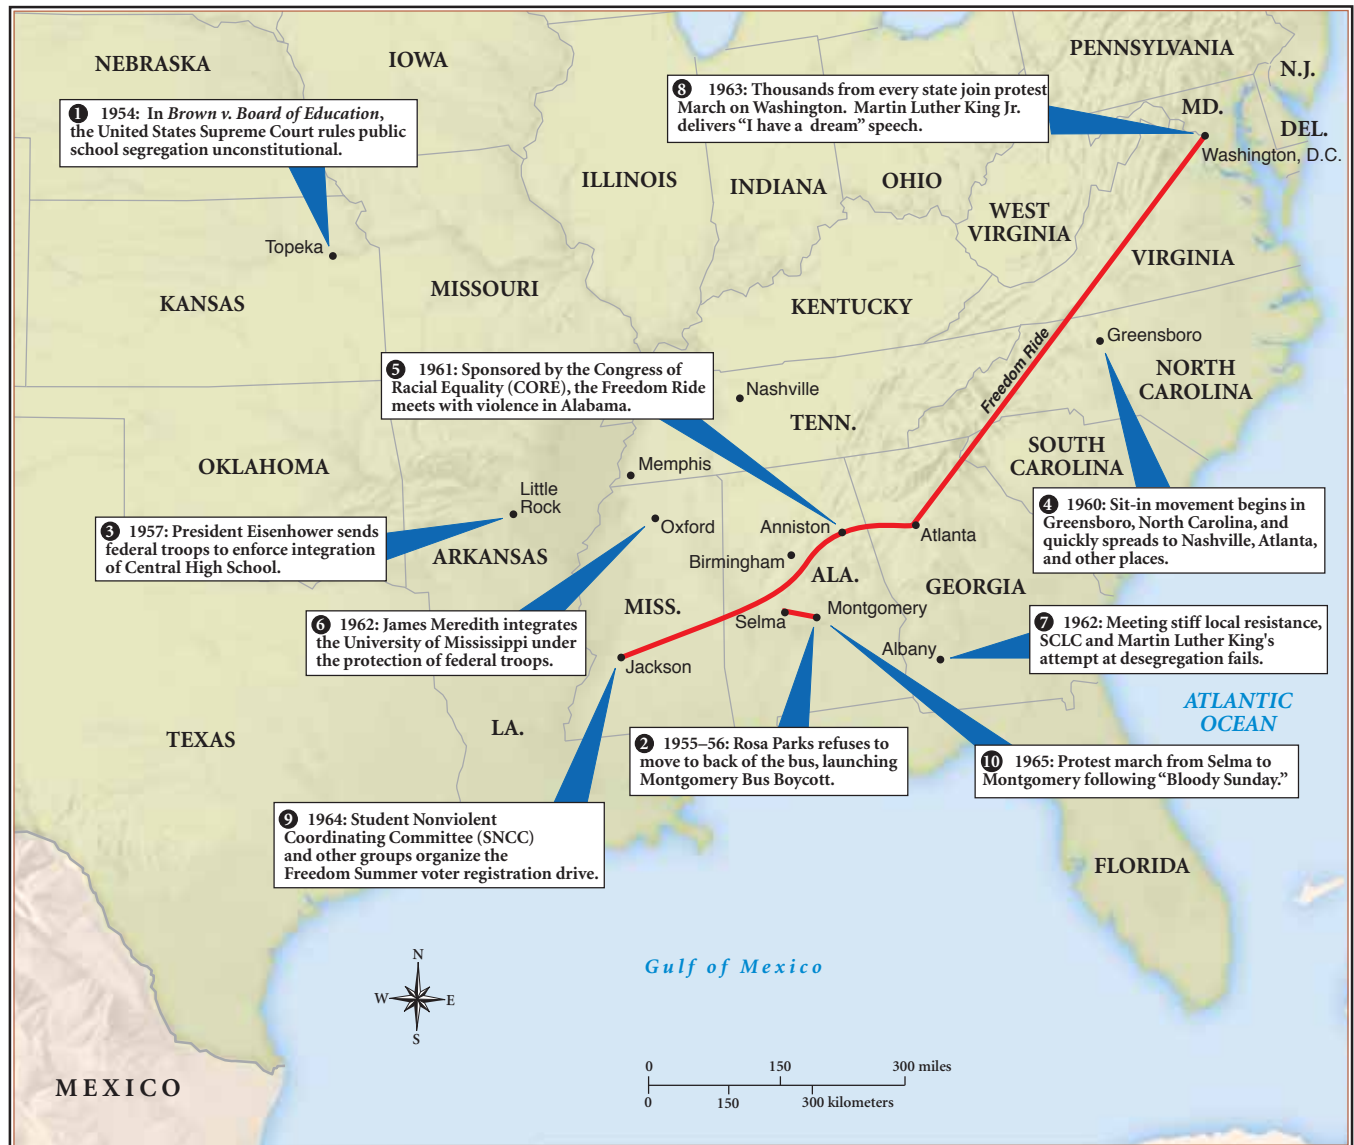 NEBRASKA
IOWA
PENNSYLVANIA
N.J.
❶ 1954: In Brown v. Board of Education,
the United States Supreme Court rules public
school segregation unconstitutional.
❽ 1963: Thousands from every state join protest
March on Washington. Martin Luther King Jr.
delivers "I have a dream" speech.
MD.
DEL.
Washington, D.C.
ILLINOIS
INDIANA
OHIO
WEST
VIRGINIA
VIRGINIA
Topeka
KANSAS
MISSOURI
KENTUCKY
Freedom Ride
Greensboro
NORTH
CAROLINA
❺ 1961: Sponsored by the Congress of
Racial Equality (CORE), the Freedom Ride
meets with violence in Alabama.
Nashville
TENN.
SOUTH
CAROLINA
OKLAHOMA
Memphis
Little
Rock
❹ 1960: Sit-in movement begins in
Greensboro, North Carolina, and
quickly spreads to Nashville, Atlanta,
and other places.
❸ 1957: President Eisenhower sends
federal troops to enforce integration
of Central High School.
ARKANSAS
Oxford
Anniston
Atlanta
Birmingham
ALA.
GEORGIA
❻ 1962: James Meredith integrates
the University of Mississippi under
the protection of federal troops.
MISS.
Selma
Montgomery
Albany
❼ 1962: Meeting stiff local resistance,
SCLC and Martin Luther King's
attempt at desegregation fails.
Jackson
ATLANTIC
OCEAN
TEXAS
LA.
❷ 1955–56: Rosa Parks refuses to
move to back of the bus, launching
Montgomery Bus Boycott.
❿ 1965: Protest march from Selma to
Montgomery following "Bloody Sunday."
❾ 1964: Student Nonviolent
Coordinating Committee (SNCC)
and other groups organize the
Freedom Summer voter registration drive.
FLORIDA
Gulf of Mexico
N
W E
S
MEXICO
0 150 300 miles
0 150 300 kilometers